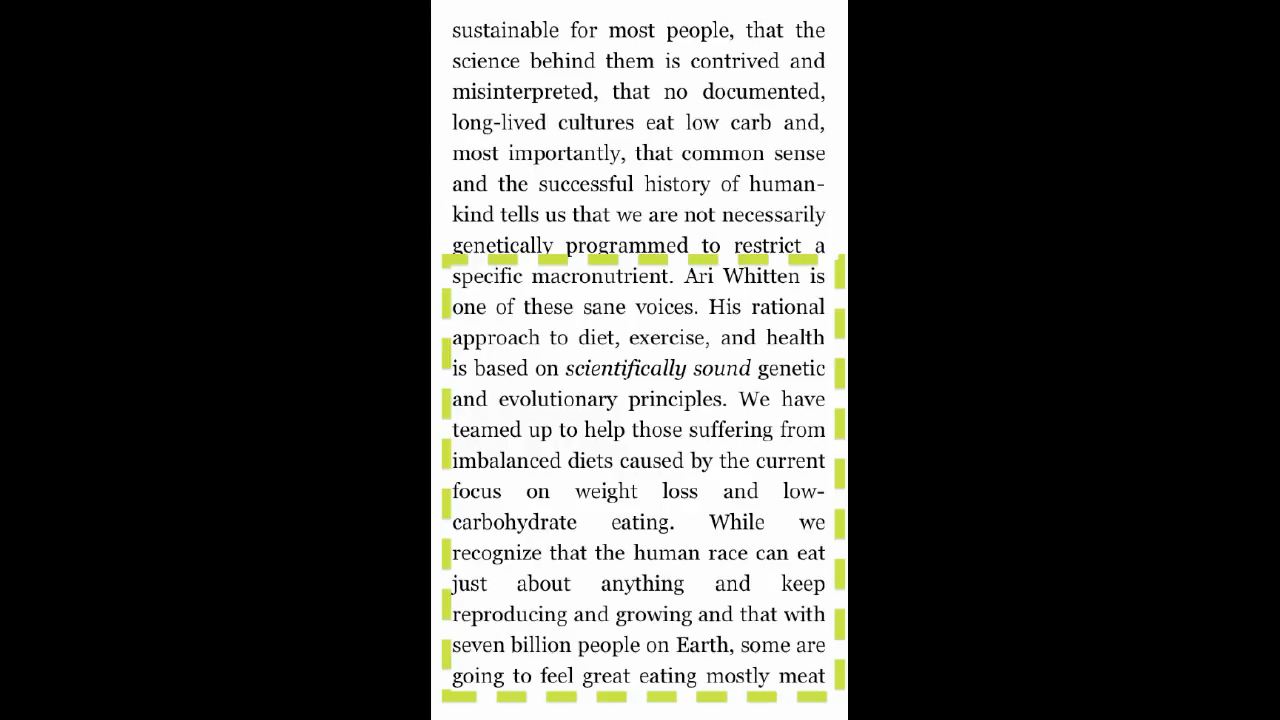 sustainable for most people, that the
science behind them is contrived and
misinterpreted, that no documented,
long-lived cultures eat low carb and,
most importantly, that common sense
and the successful history of human-
kind tells us that we are not necessarily
genetically programmed to restrict a
specific macronutrient. Ari Whitten is
one of these sane voices. His rational
approach to diet, exercise, and health
is based on scientifically sound genetic
and evolutionary principles. We have
teamed up to help those suffering from
imbalanced diets caused by the current
focus on weight loss and low-
carbohydrate eating. While we
recognize that the human race can eat
just about anything and keep
reproducing and growing and that with
seven billion people on Earth, some are
going to feel great eating mostly meat